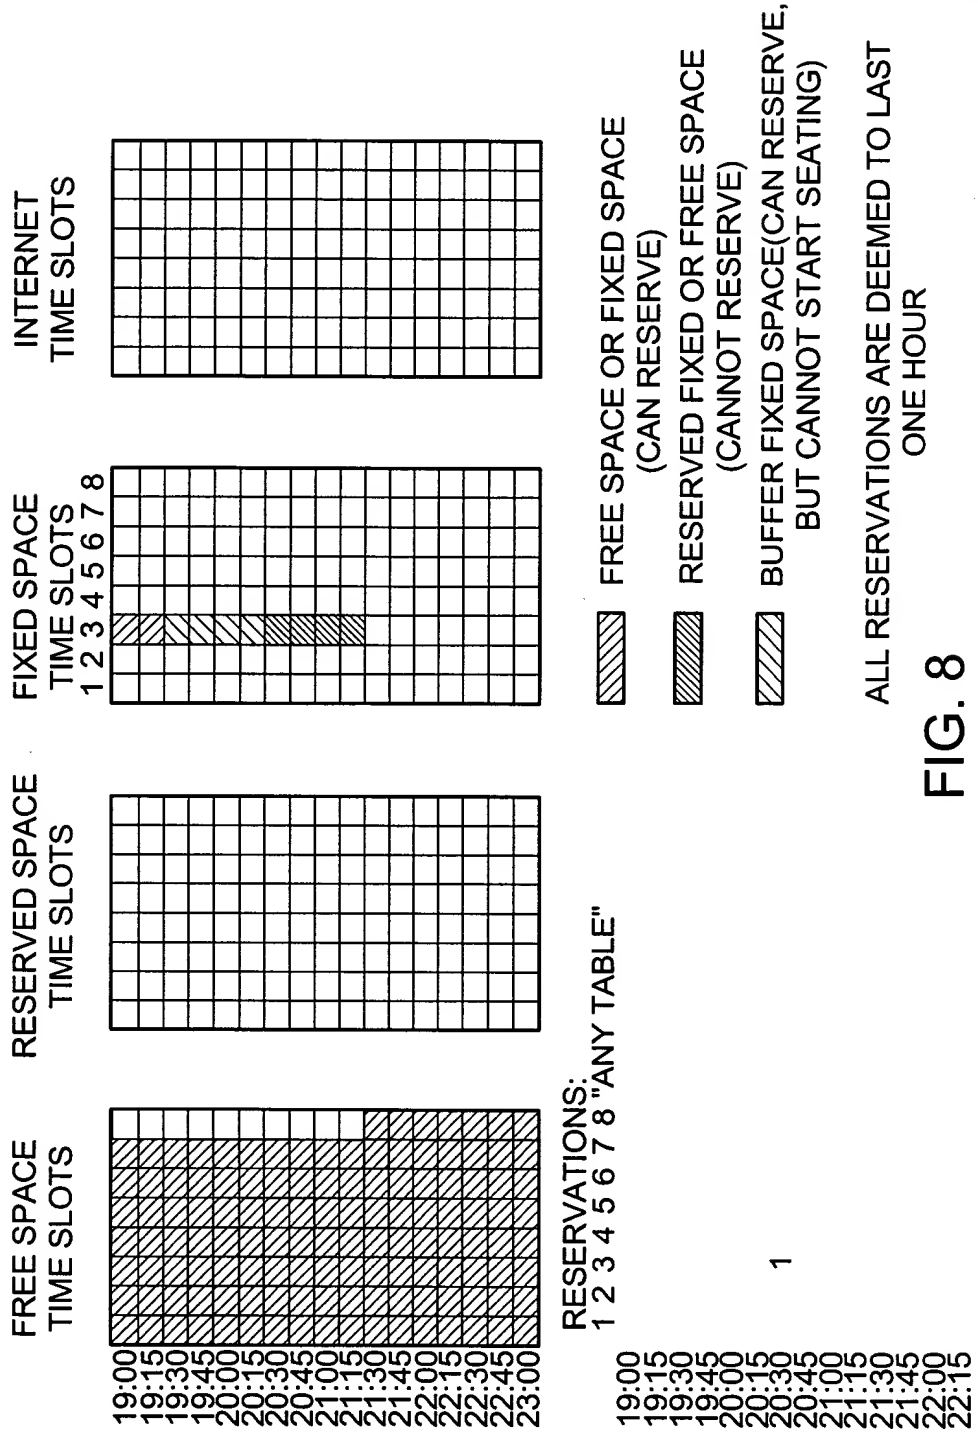 FREE SPACE
TIME SLOTS
RESERVED SPACE
TIME SLOTS
FIXED SPACE
TIME SLOTS
1 2 3 4 5 6 7 8
INTERNET
TIME SLOTS
19:00
19:15
19:30
19:45
20:00
20:15
20:30
20:45
21:00
21:15
21:30
21:45
22:00
22:15
22:30
22:45
23:00
RESERVATIONS:
1 2 3 4 5 6 7 8 "ANY TABLE"
19:00
19:15
19:30
19:45
20:00
20:15
20:30
1
20:45
21:00
21:15
21:30
21:45
22:00
22:15
FREE SPACE OR FIXED SPACE
(CAN RESERVE)
RESERVED FIXED OR FREE SPACE
(CANNOT RESERVE)
BUFFER FIXED SPACE(CAN RESERVE,
BUT CANNOT START SEATING)
ALL RESERVATIONS ARE DEEMED TO LAST
ONE HOUR
FIG. 8